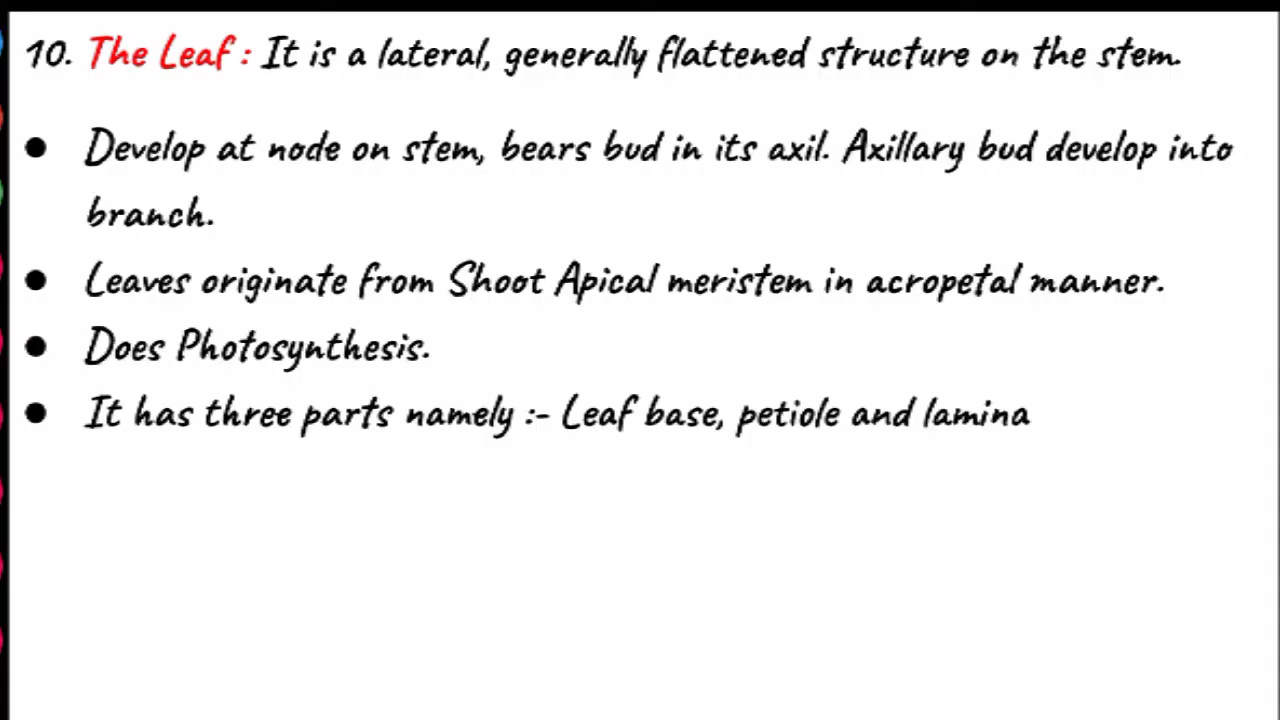 10. The Leaf : It is a lateral, generally flattened structure on the stem.
● Develop at node on stem, bears bud in its axil. Axillary bud develop into
branch.
● Leaves originate from Shoot Apical meristem in acropetal manner.
● Does Photosynthesis.
● It has three parts namely :- Leaf base, petiole and lamina